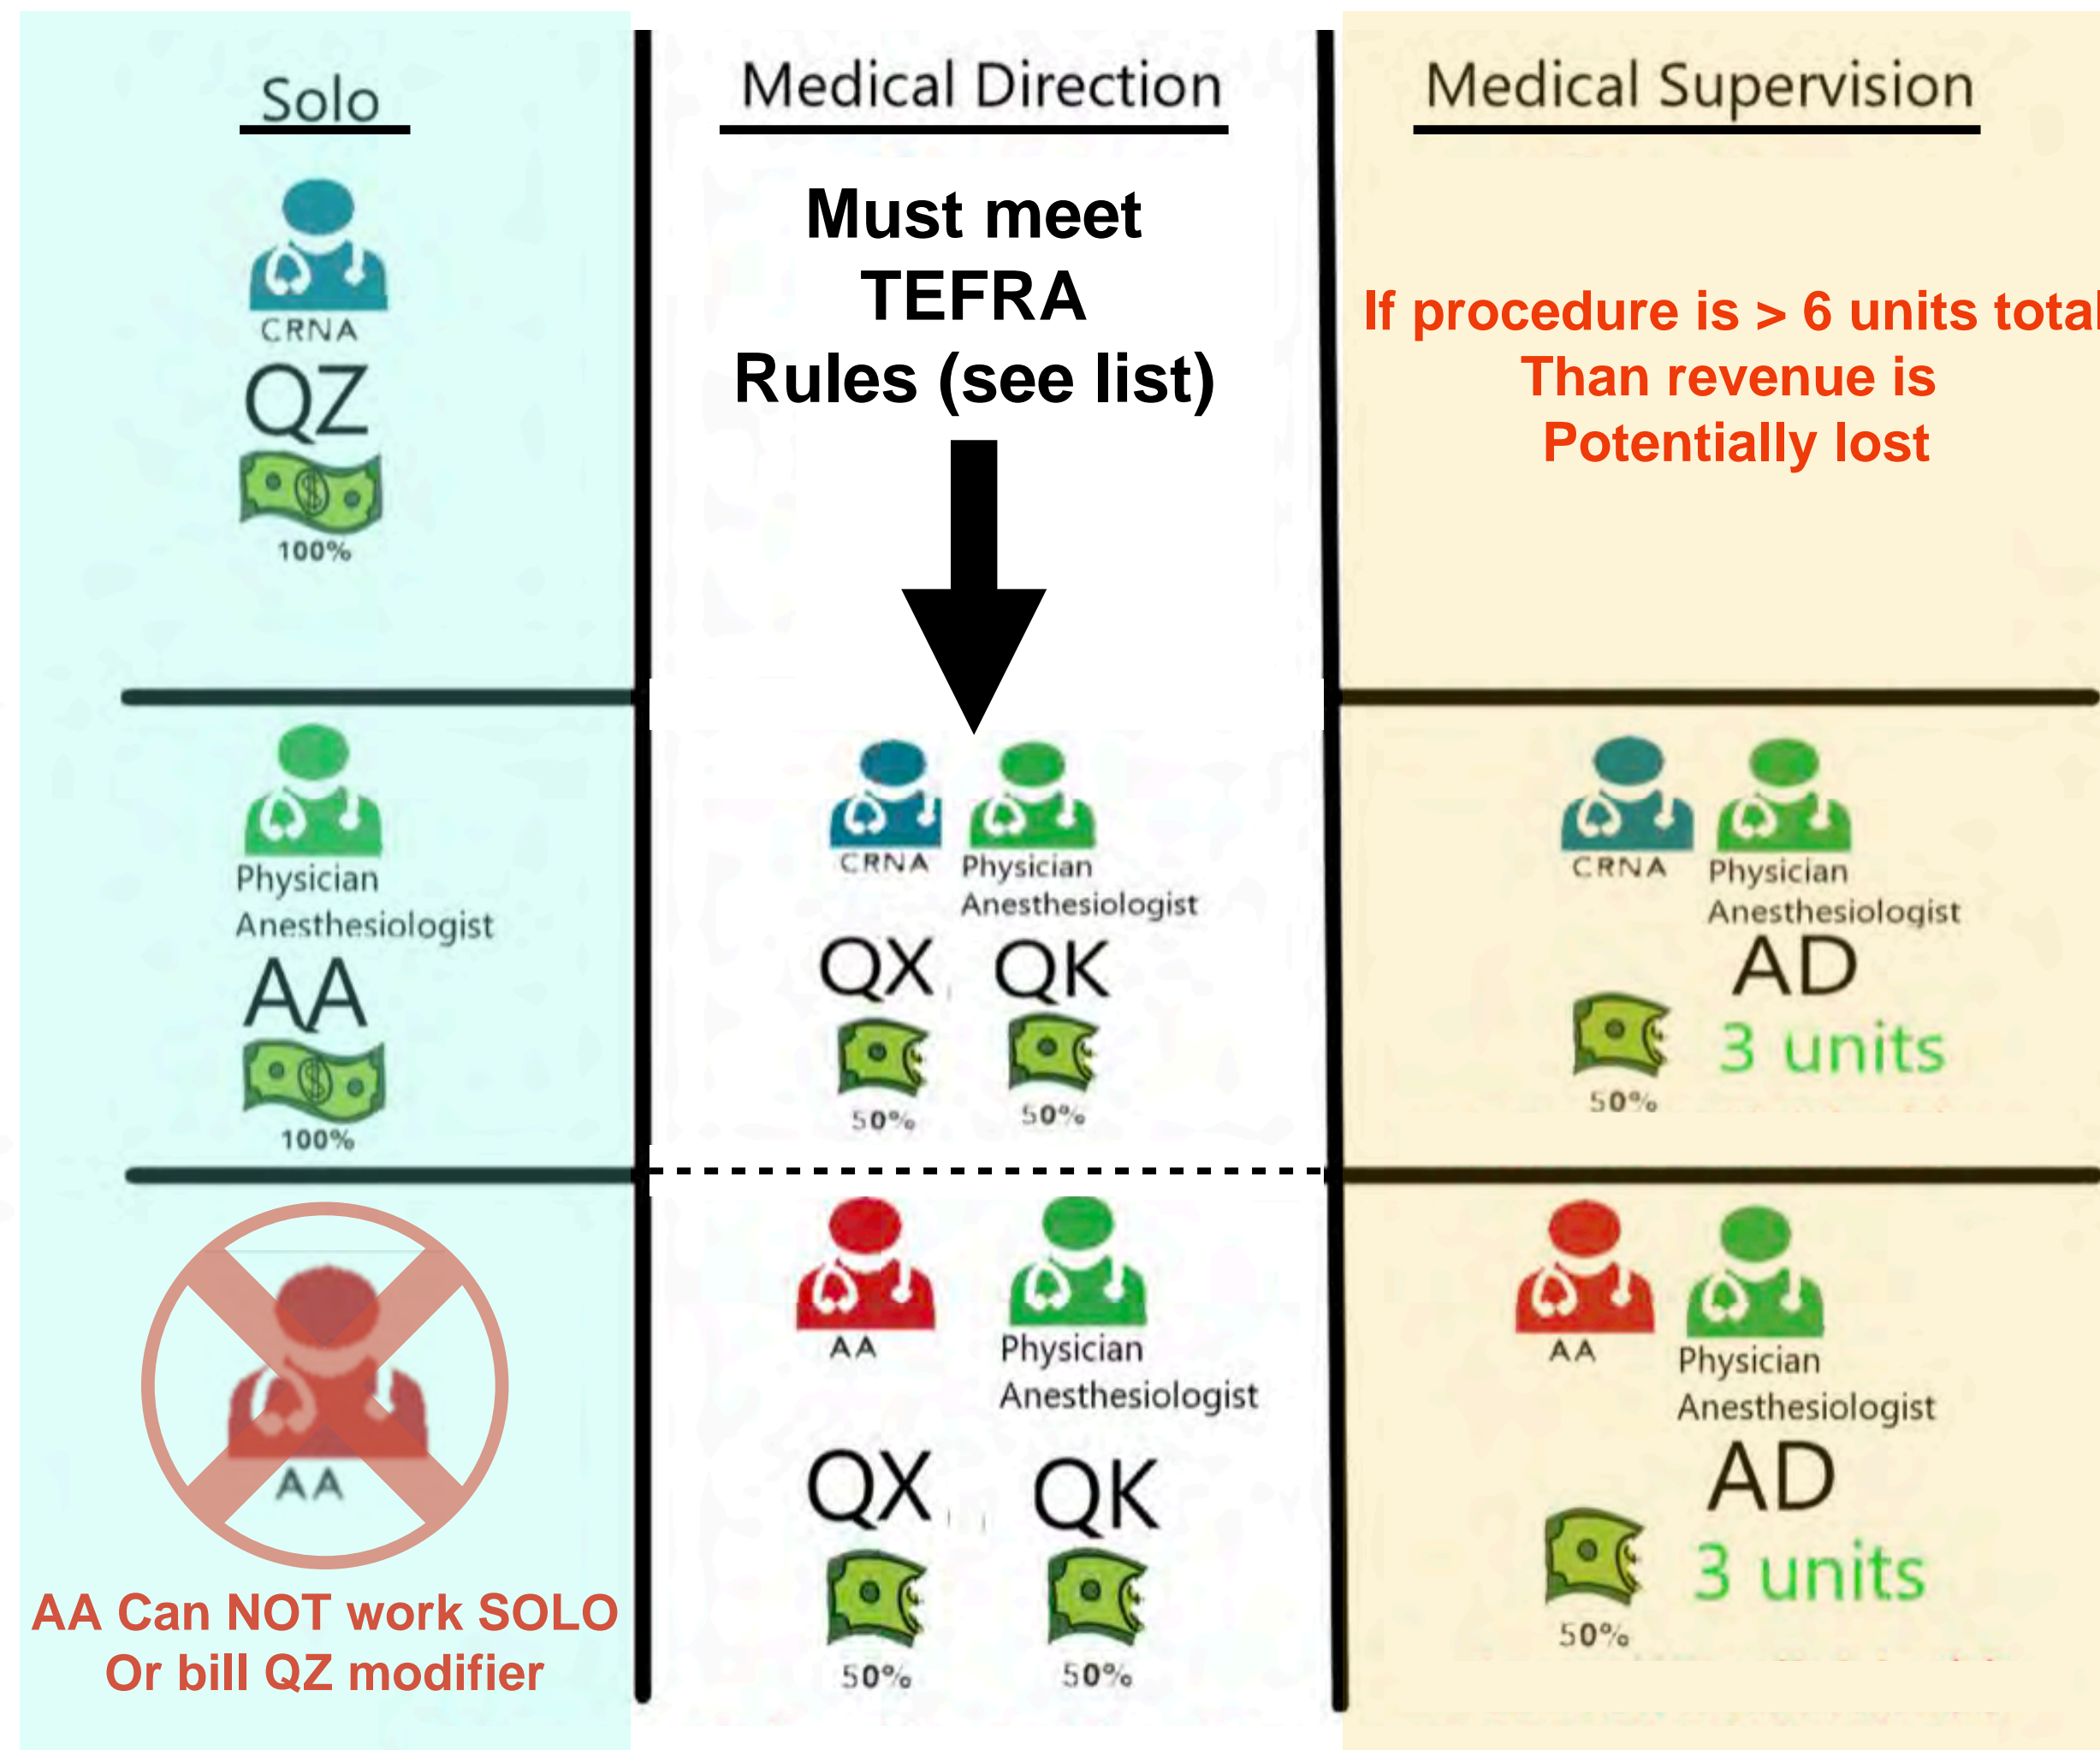 Solo
CRNA
QZ
100%
Physician
Anesthesiologist
AA
100%
AA
AA Can NOT work SOLO
Or bill QZ modifier
Medical Direction
Must meet
TEFRA
Rules (see list)
CRNA
Physician
Anesthesiologist
QX
QK
50%
50%
AA
Physician
Anesthesiologist
QX
QK
50%
50%
Medical Supervision
If procedure is > 6 units total
Than revenue is
Potentially lost
CRNA
Physician
Anesthesiologist
AD
3 units
50%
AA
Physician
Anesthesiologist
AD
3 units
50%